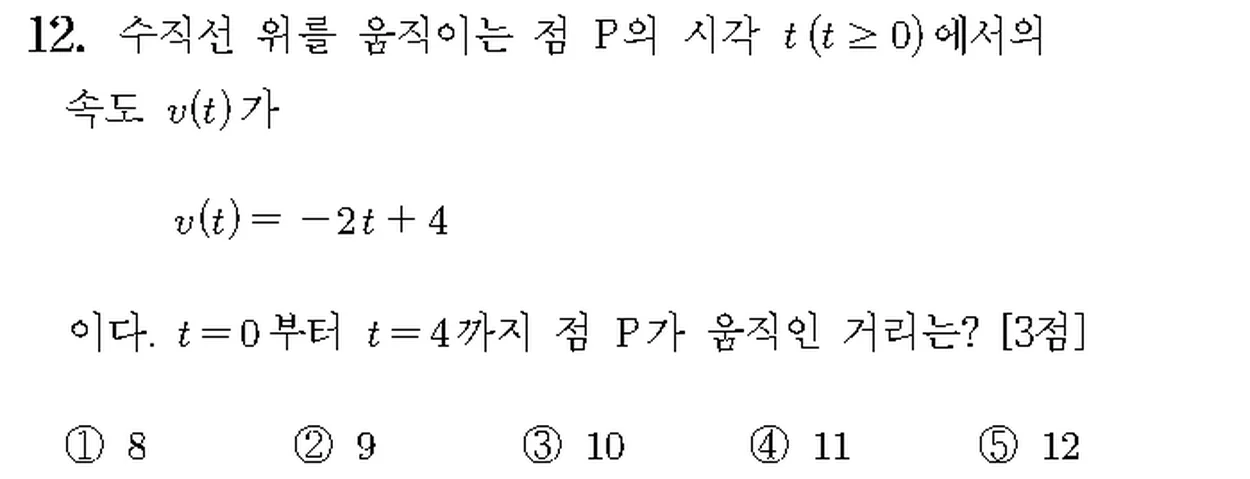 12. 수직선 위를 움직이는 점 P의 시각 t(t ≥ 0)에서의
속도 v(t)가
v(t) = −2t + 4
이다. t = 0부터 t = 4까지 점 P가 움직인 거리는? [3점]
① 8 ② 9 ③ 10 ④ 11 ⑤ 12